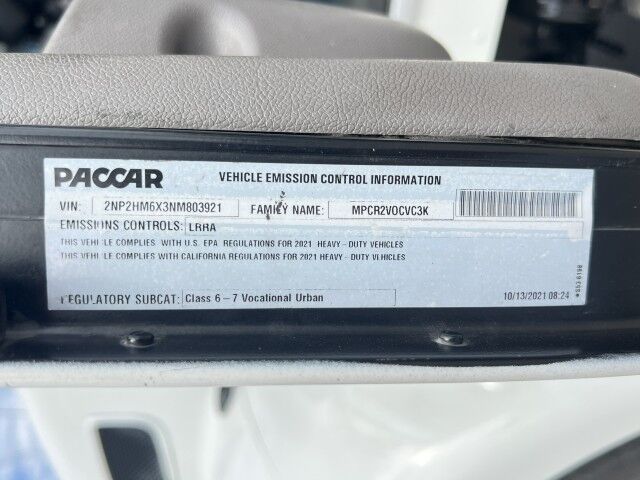 PACCAR VEHICLE EMISSION CONTROL INFORMATION
VIN: 2NP2HM6X3NM803921 FAMILY NAME: MPCR2VOCVC3K
EMISSIONS CONTROLS: LRRA
THIS VEHICLE COMPLIES WITH U.S. EPA REGULATIONS FOR 2021 HEAVY - DUTY VEHICLES
THIS VEHICLE COMPLIES WITH CALIFORNIA REGULATIONS FOR 2021 HEAVY - DUTY VEHICLES
REGULATORY SUBCAT: Class 6 - 7 Vocational Urban
10/13/2021 08:24